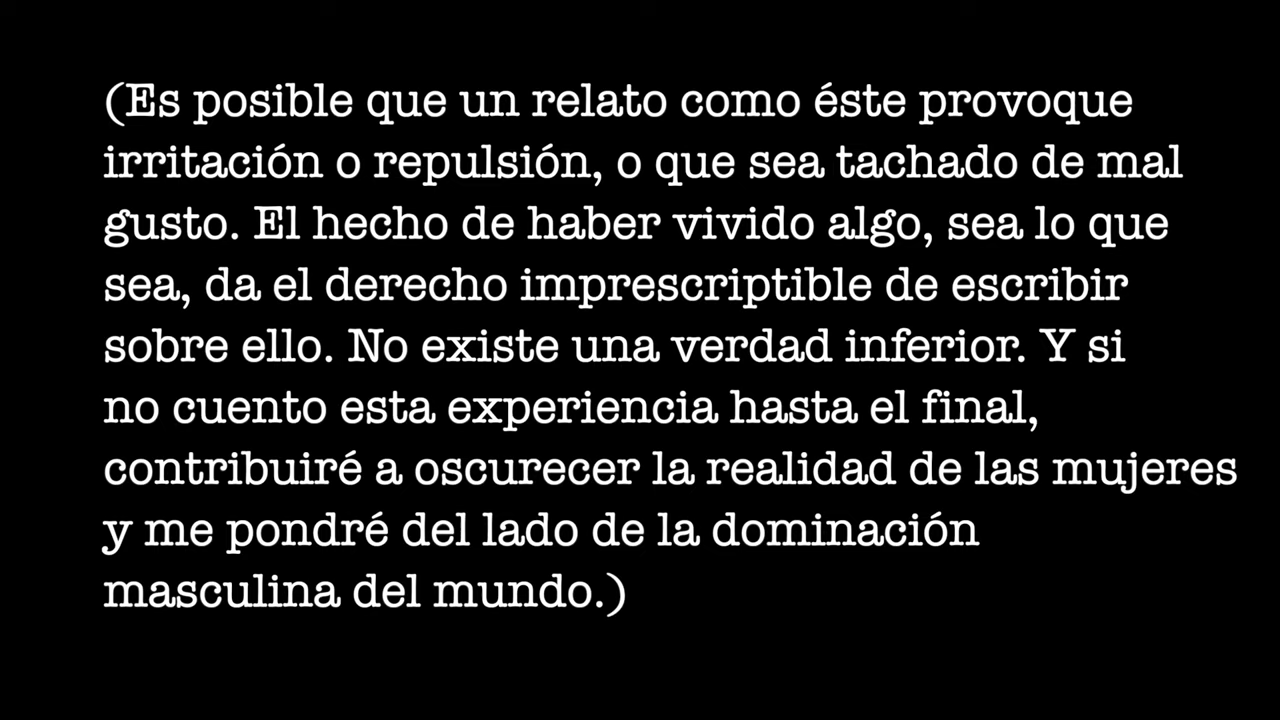 (Es posible que un relato como éste provoque
irritación o repulsión, o que sea tachado de mal
gusto. El hecho de haber vivido algo, sea lo que
sea, da el derecho imprescriptible de escribir
sobre ello. No existe una verdad inferior. Y si
no cuento esta experiencia hasta el final,
contribuiré a oscurecer la realidad de las mujeres
y me pondré del lado de la dominación
masculina del mundo.)